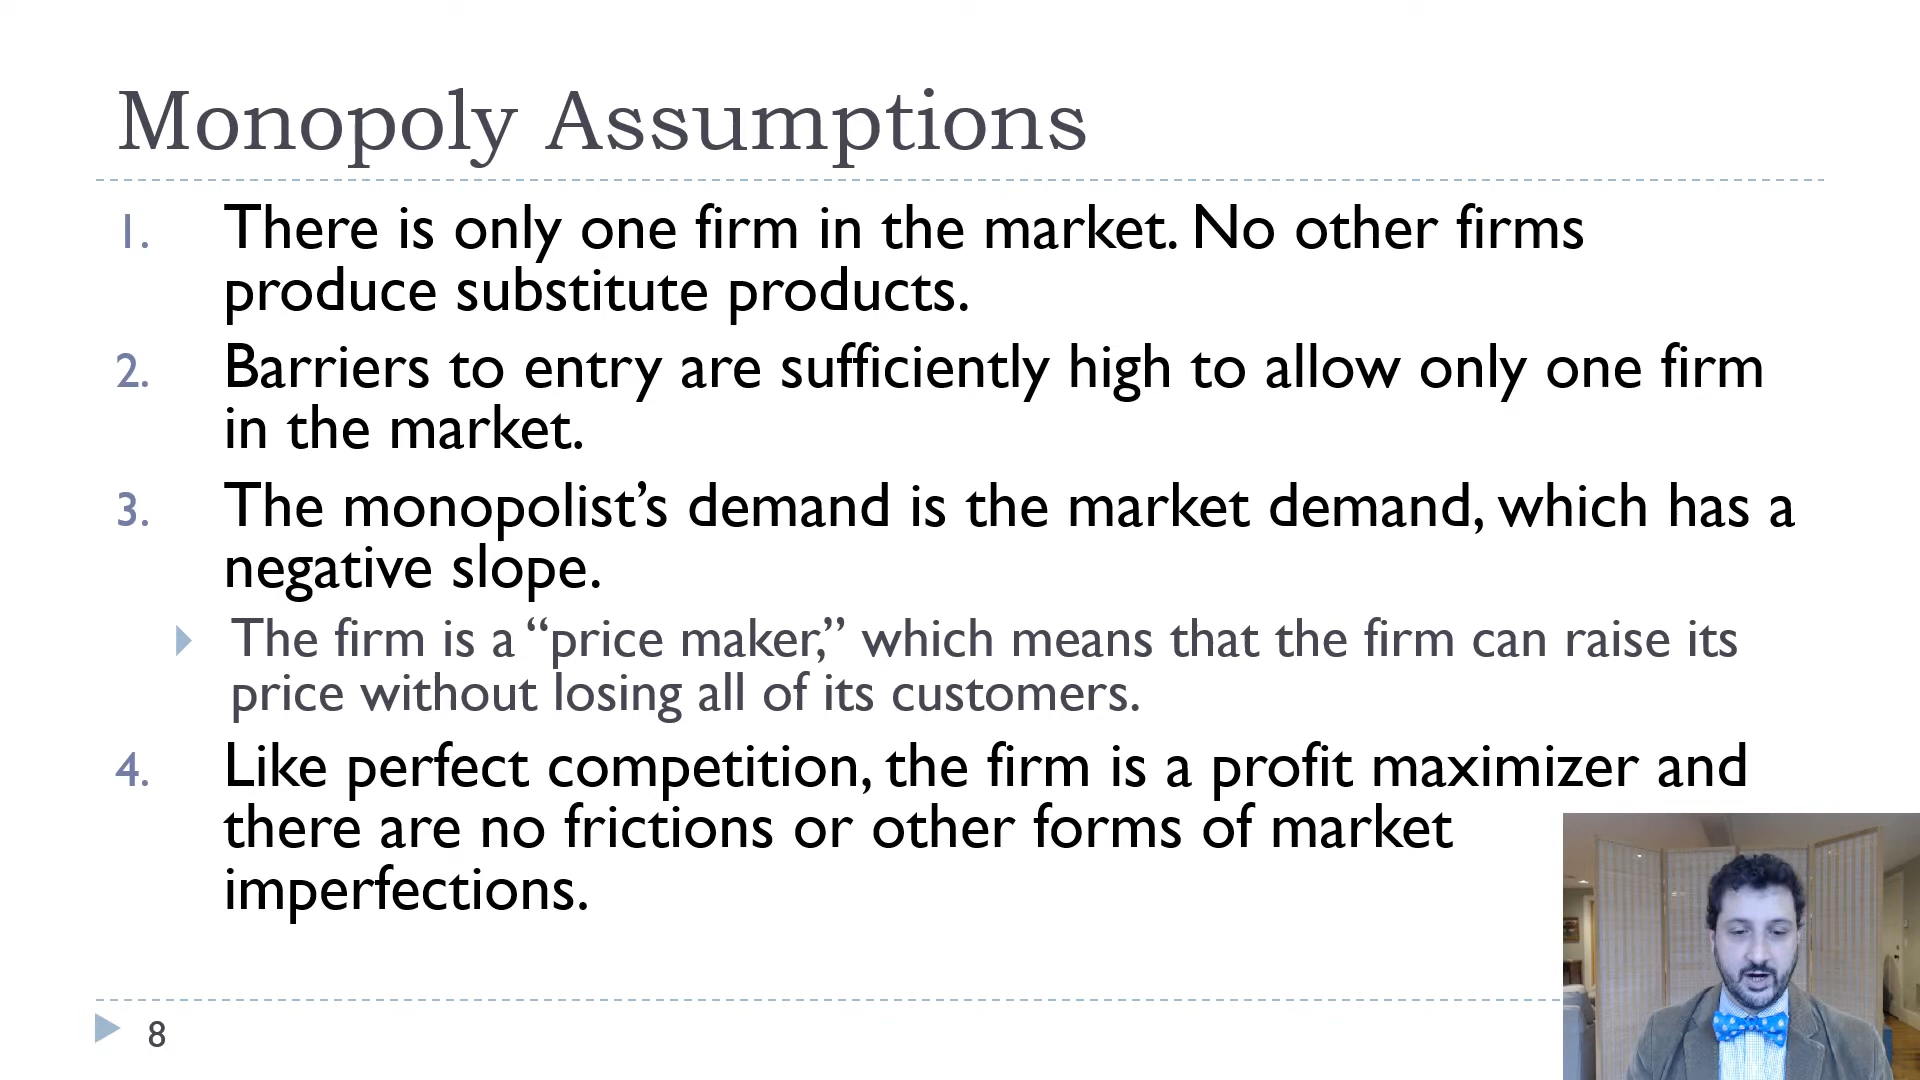 Monopoly Assumptions
1. There is only one firm in the market. No other firms
produce substitute products.
2. Barriers to entry are sufficiently high to allow only one firm
in the market.
3. The monopolist’s demand is the market demand, which has a
negative slope.
The firm is a “price maker,” which means that the firm can raise its
price without losing all of its customers.
4. Like perfect competition, the firm is a profit maximizer and
there are no frictions or other forms of market
imperfections.
8